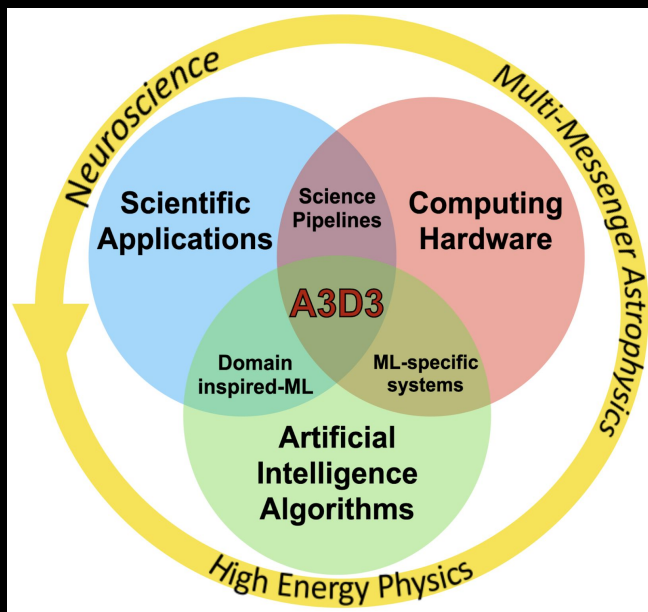 Neuroscience
Multi-Messenger Astrophysics
Scientific
Applications
Science
Pipelines
Computing
Hardware
A3D3
Domain
inspired-ML
ML-specific
systems
Artificial
Intelligence
Algorithms
High Energy Physics